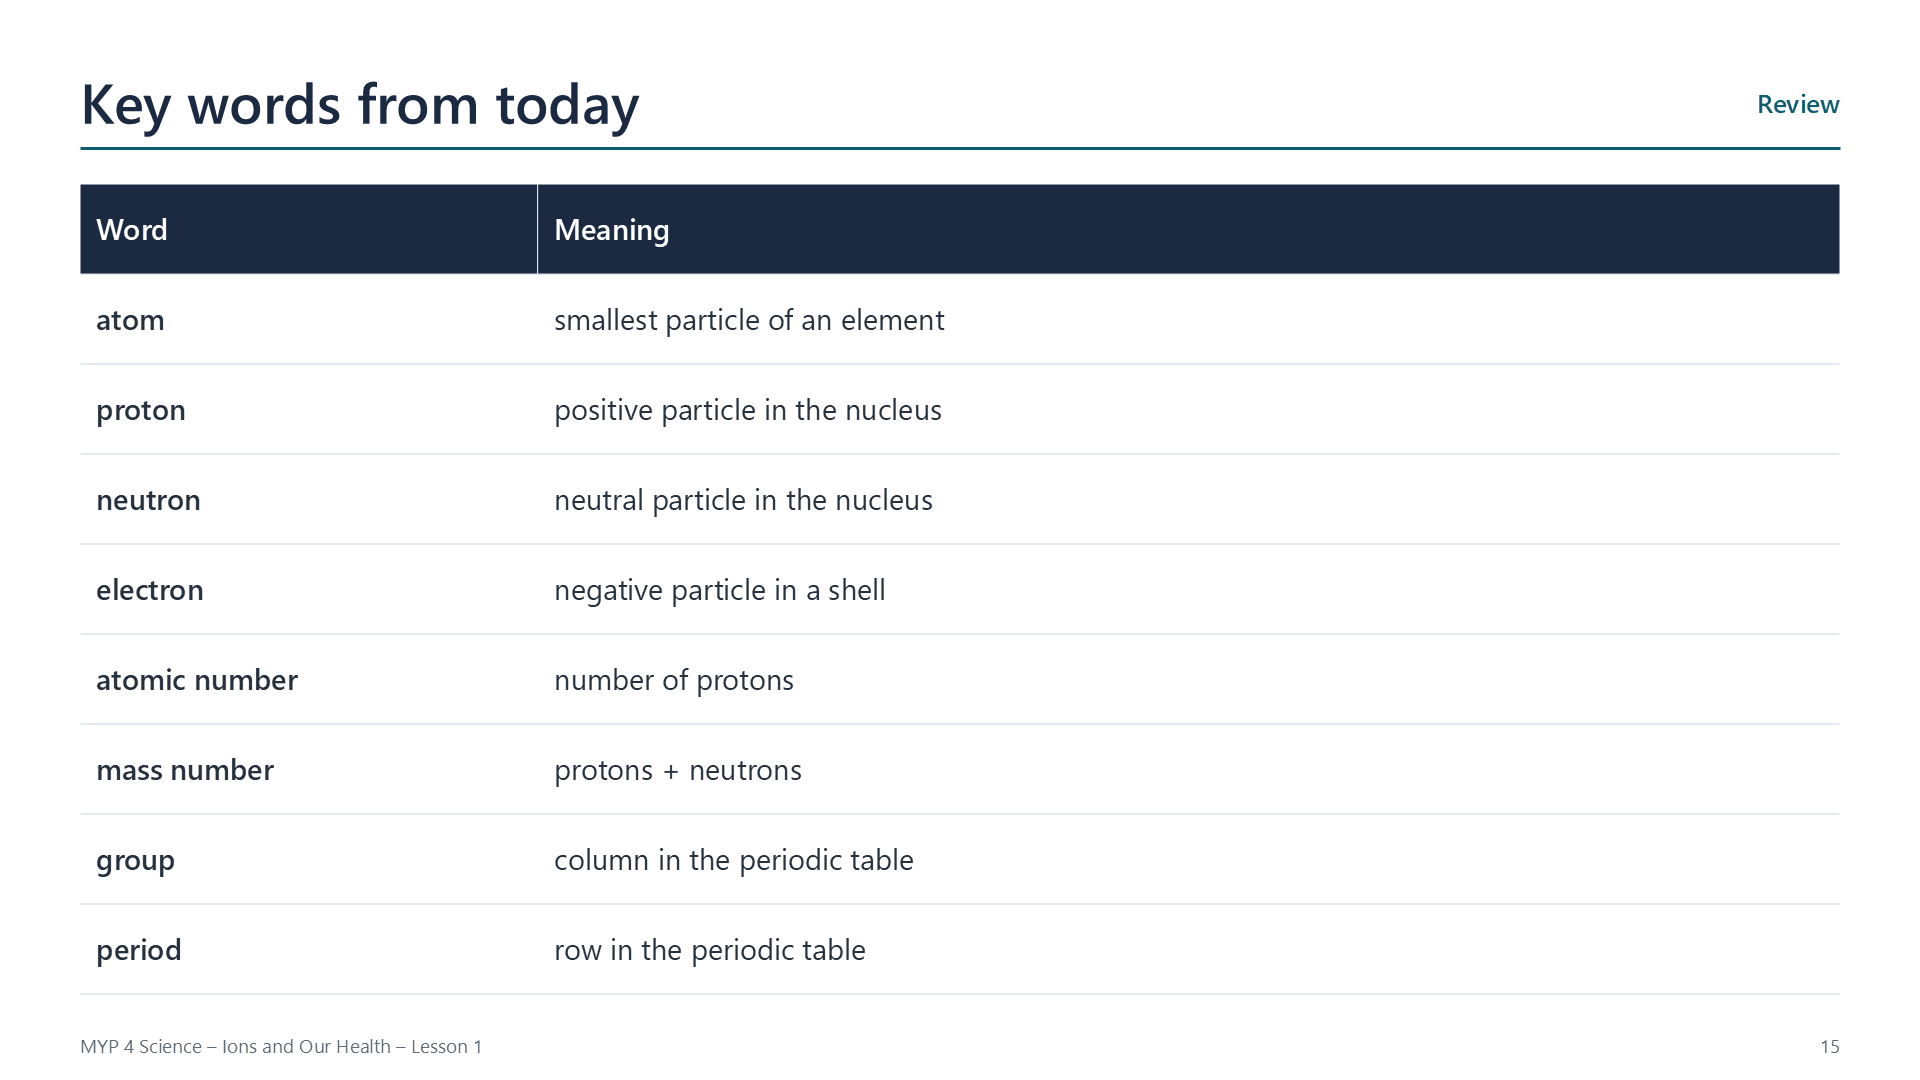 Key words from today
Review
Word Meaning
atom smallest particle of an element
proton positive particle in the nucleus
neutron neutral particle in the nucleus
electron negative particle in a shell
atomic number number of protons
mass number protons + neutrons
group column in the periodic table
period row in the periodic table
MYP 4 Science – Ions and Our Health – Lesson 1
15